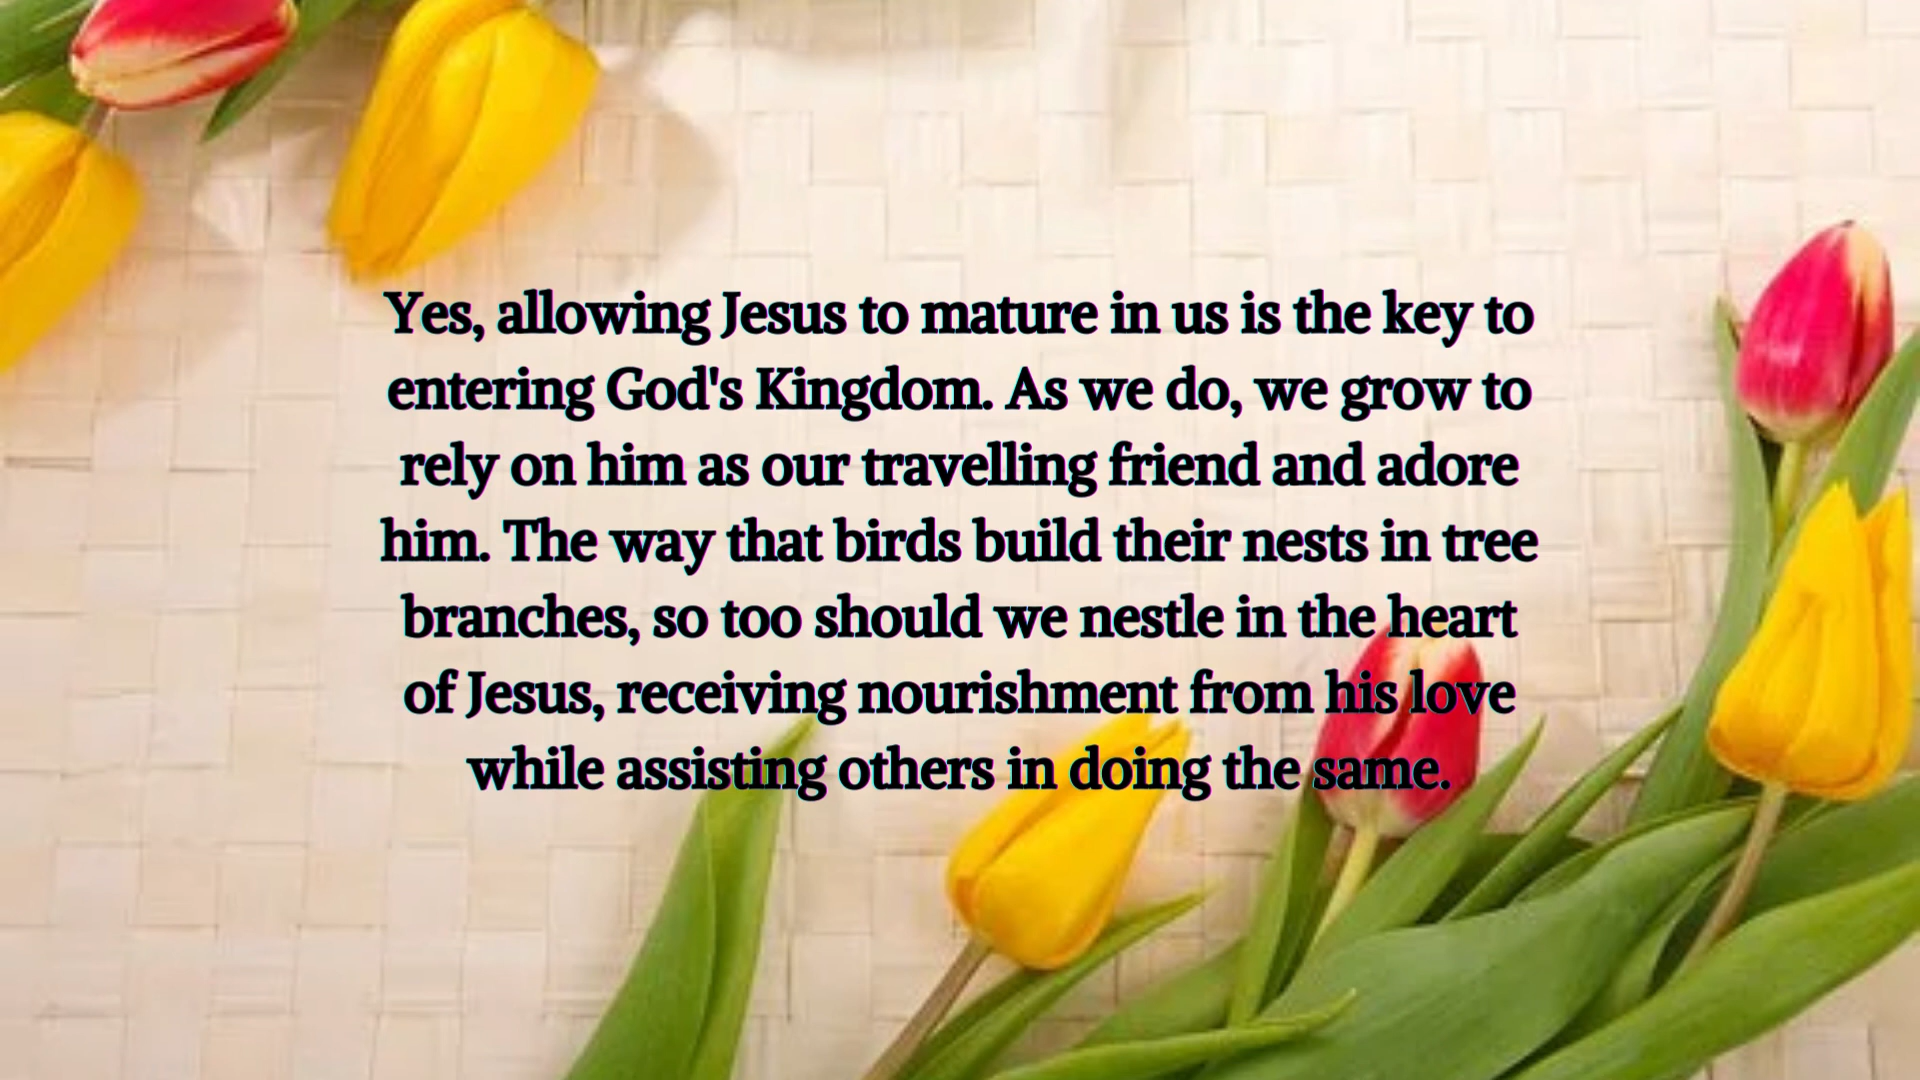 Yes, allowing Jesus to mature in us is the key to
entering God's Kingdom. As we do, we grow to
rely on him as our travelling friend and adore
him. The way that birds build their nests in tree
branches, so too should we nestle in the heart
of Jesus, receiving nourishment from his love
while assisting others in doing the same.